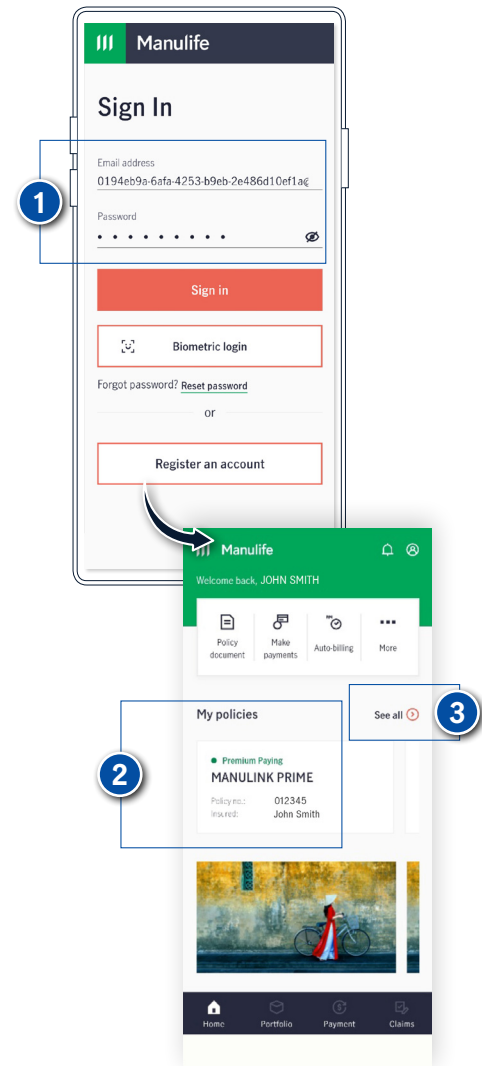 Manulife
Sign In
Email address
0194eb9a-6afa-4253-b9eb-2e486d10ef1a
Password
1
Sign in
Biometric login
Forgot password? Reset password
or
Register an account
Manulife
Welcome back, JOHN SMITH
Policy document
Make payments
Auto-billing
More
My policies
See all
3
Premium Paying
MANULINK PRIME
2
Policy no.: 012345
Insured: John Smith
Home
Portfolio
Payment
Claims